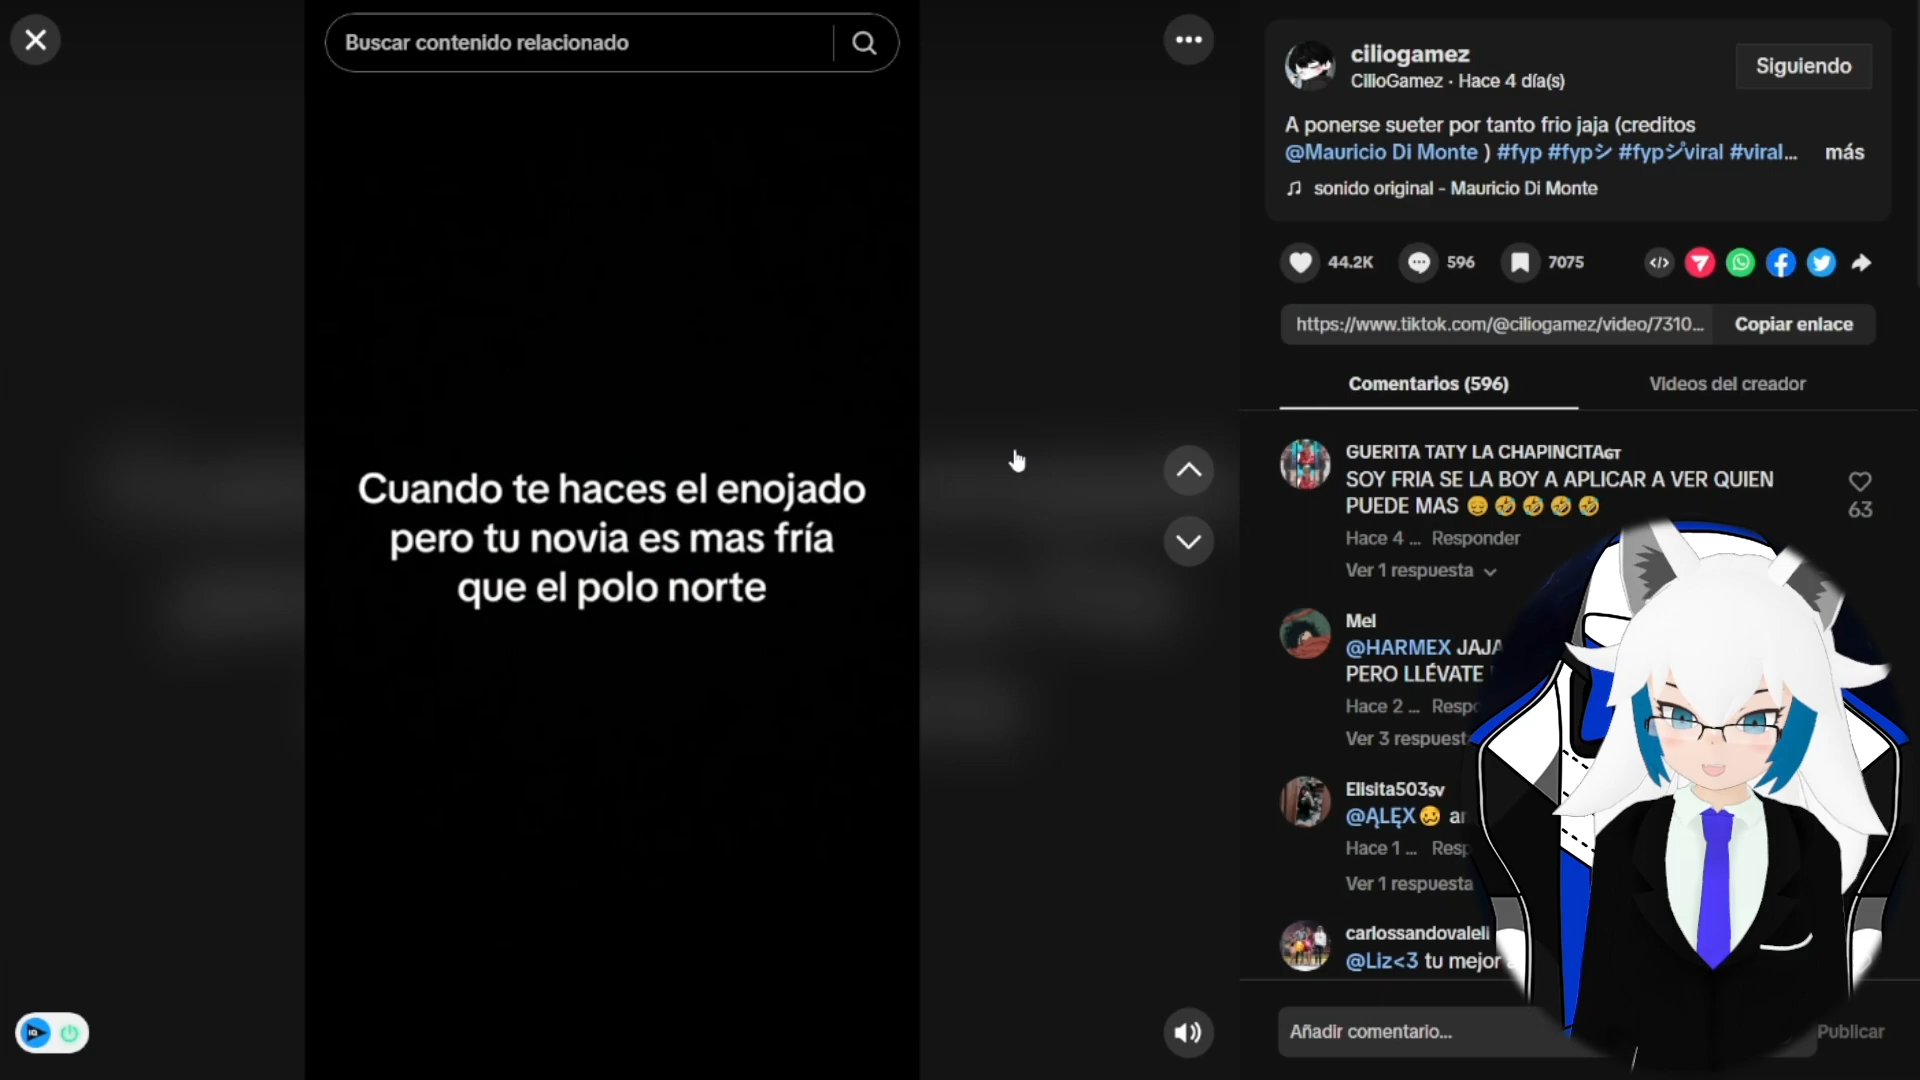 Buscar contenido relacionado
Cuando te haces el enojado
pero tu novia es mas fría
que el polo norte
ciliogamez
CilioGamez · Hace 4 día(s)
Siguiendo
A ponerse sueter por tanto frio jaja (creditos
@Mauricio Di Monte ) #fyp #fypシ #fypシviral #viral... más
♫ sonido original - Mauricio Di Monte
44.2K 596 7075
https://www.tiktok.com/@ciliogamez/video/7310... Copiar enlace
Comentarios (596) Videos del creador
GUERITA TATY LA CHAPINCITAGT
SOY FRIA SE LA BOY A APLICAR A VER QUIEN
PUEDE MAS 😌🤣🤣🤣🤣
63
Hace 4 ... Responder
Ver 1 respuesta
Mel
@HARMEX JAJA
PERO LLÉVATE
Hace 2 ...
Ver 3
Elisita503sv
@ĄLĘX🥴
Hace 1 ...
Ver 1 respuesta
carlossandovaleli
@Liz<3 tu mejor
Añadir comentario... Publicar